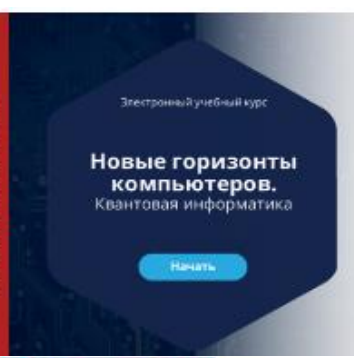 Электронный учебный курс
Новые горизонты
компьютеров.
Квантовая информатика
Начать